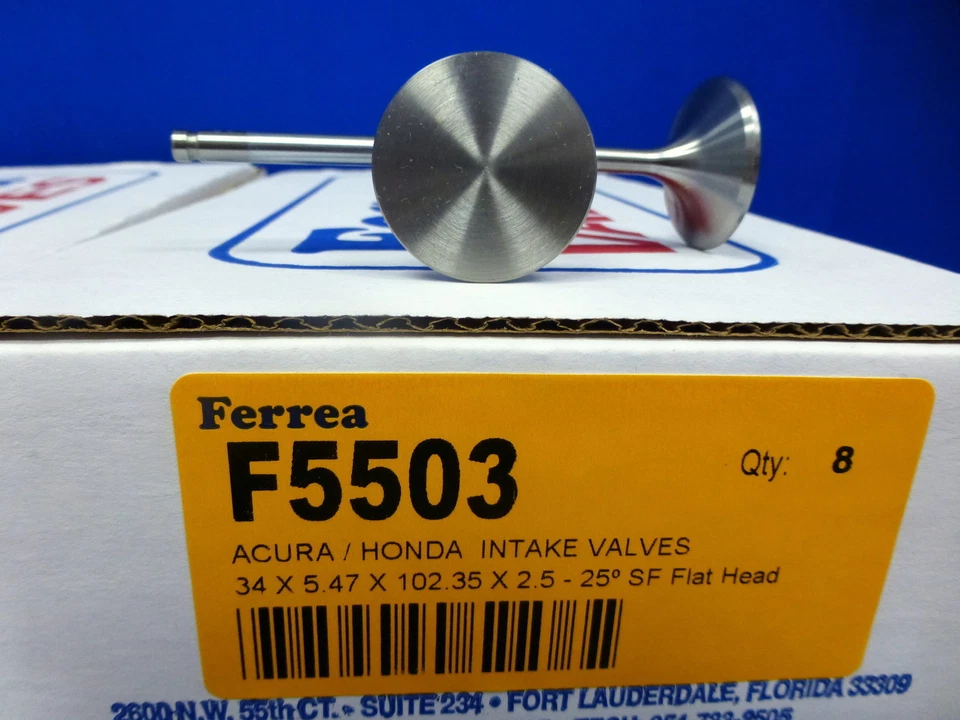 Ferrea
F5503
Qty: 8
ACURA / HONDA INTAKE VALVES
34 X 5.47 X 102.35 X 2.5 - 25º SF Flat Head
2600 N.W. 55th CT. • SUITE 234 • FORT LAUDERDALE, FLORIDA 33309